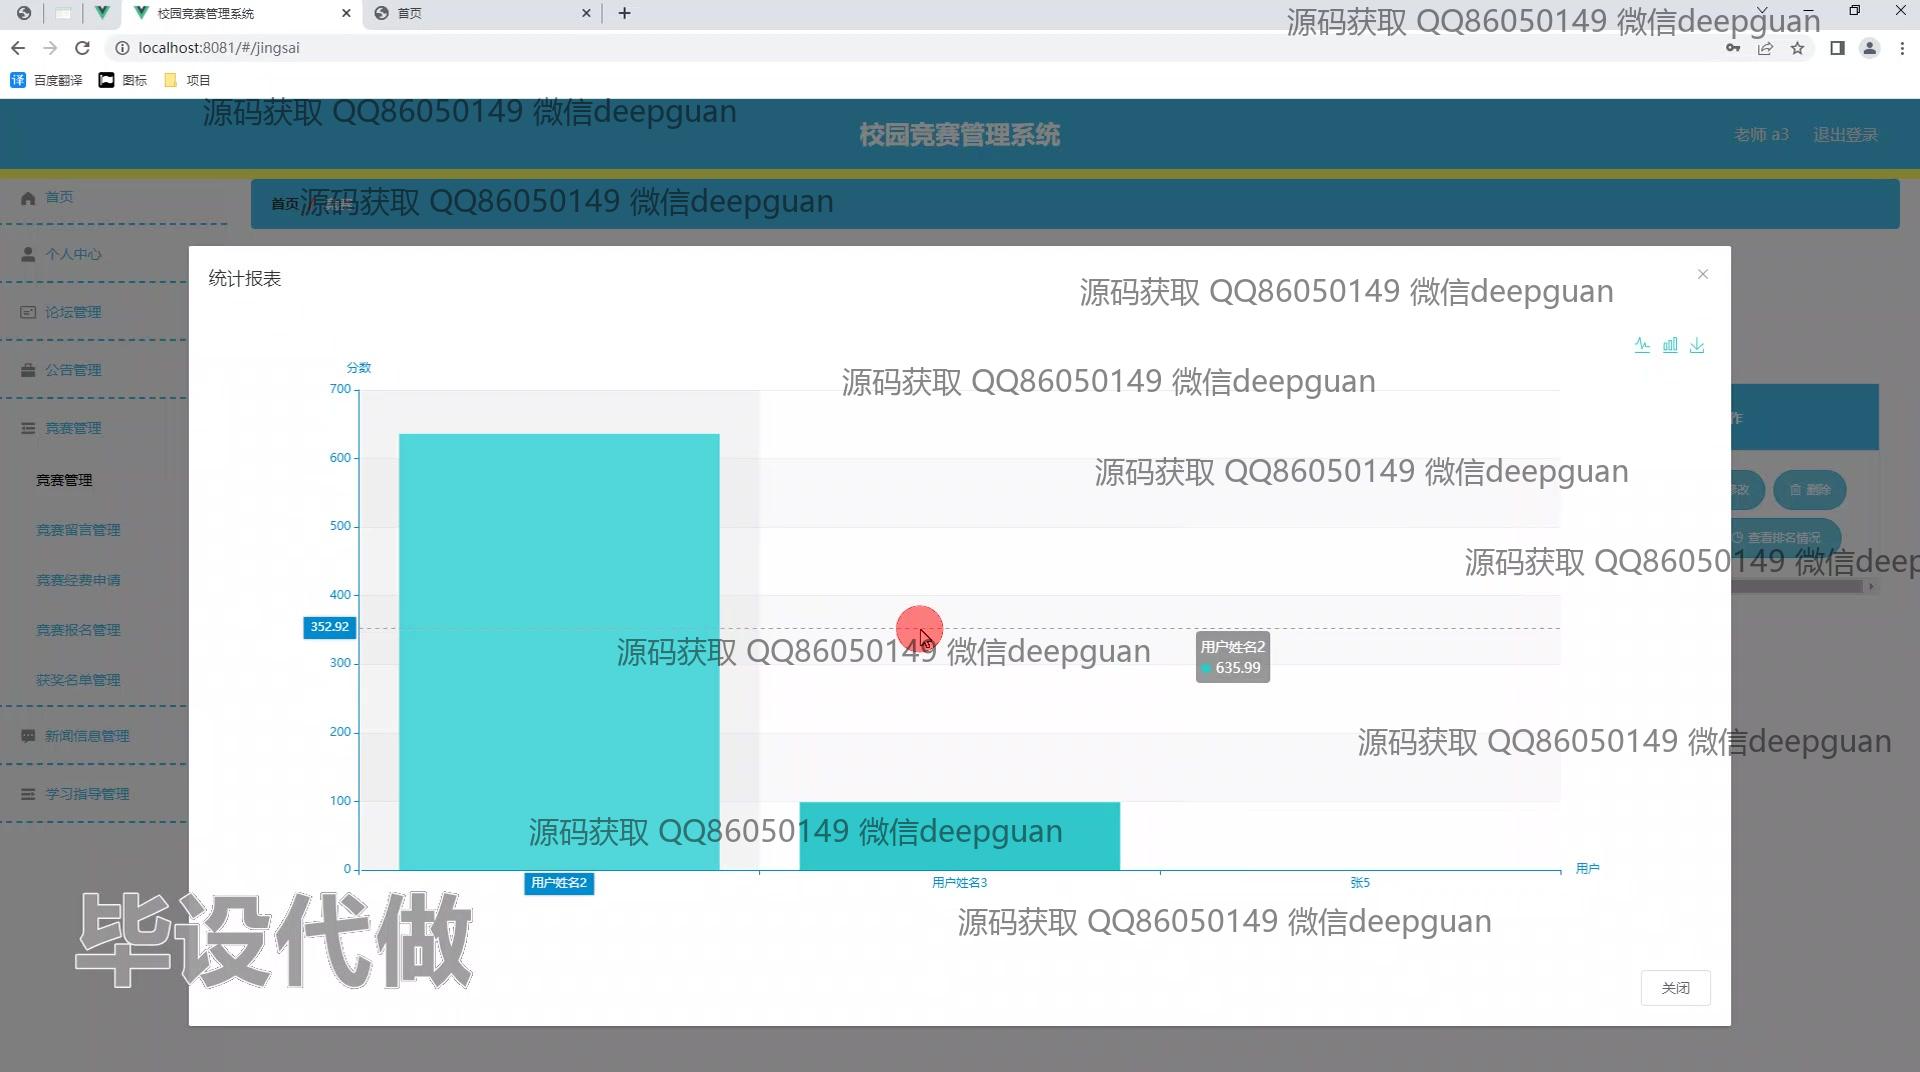 校园竞赛管理系统
首页
源码获取 QQ86050149 微信deepguan
localhost:8081/#/jingsai
百度翻译
图标
项目
源码获取 QQ86050149 微信deepguan
校园竞赛管理系统
老师 a3
退出登录
首页
首页
源码获取 QQ86050149 微信deepguan
个人中心
论坛管理
公告管理
竞赛管理
竞赛管理
竞赛留言管理
竞赛经费申请
竞赛报名管理
获奖名单管理
新闻信息管理
学习指导管理
统计报表
源码获取 QQ86050149 微信deepguan
分数
700
源码获取 QQ86050149 微信deepguan
作
600
源码获取 QQ86050149 微信deepguan
修改
删除
500
查看排名情况
源码获取 QQ86050149 微信deep
400
352.92
源码获取 QQ86050149 微信deepguan
用户姓名2
635.99
300
200
源码获取 QQ86050149 微信deepguan
100
源码获取 QQ86050149 微信deepguan
0
用户
用户姓名2
用户姓名3
张5
源码获取 QQ86050149 微信deepguan
毕设代做
关闭